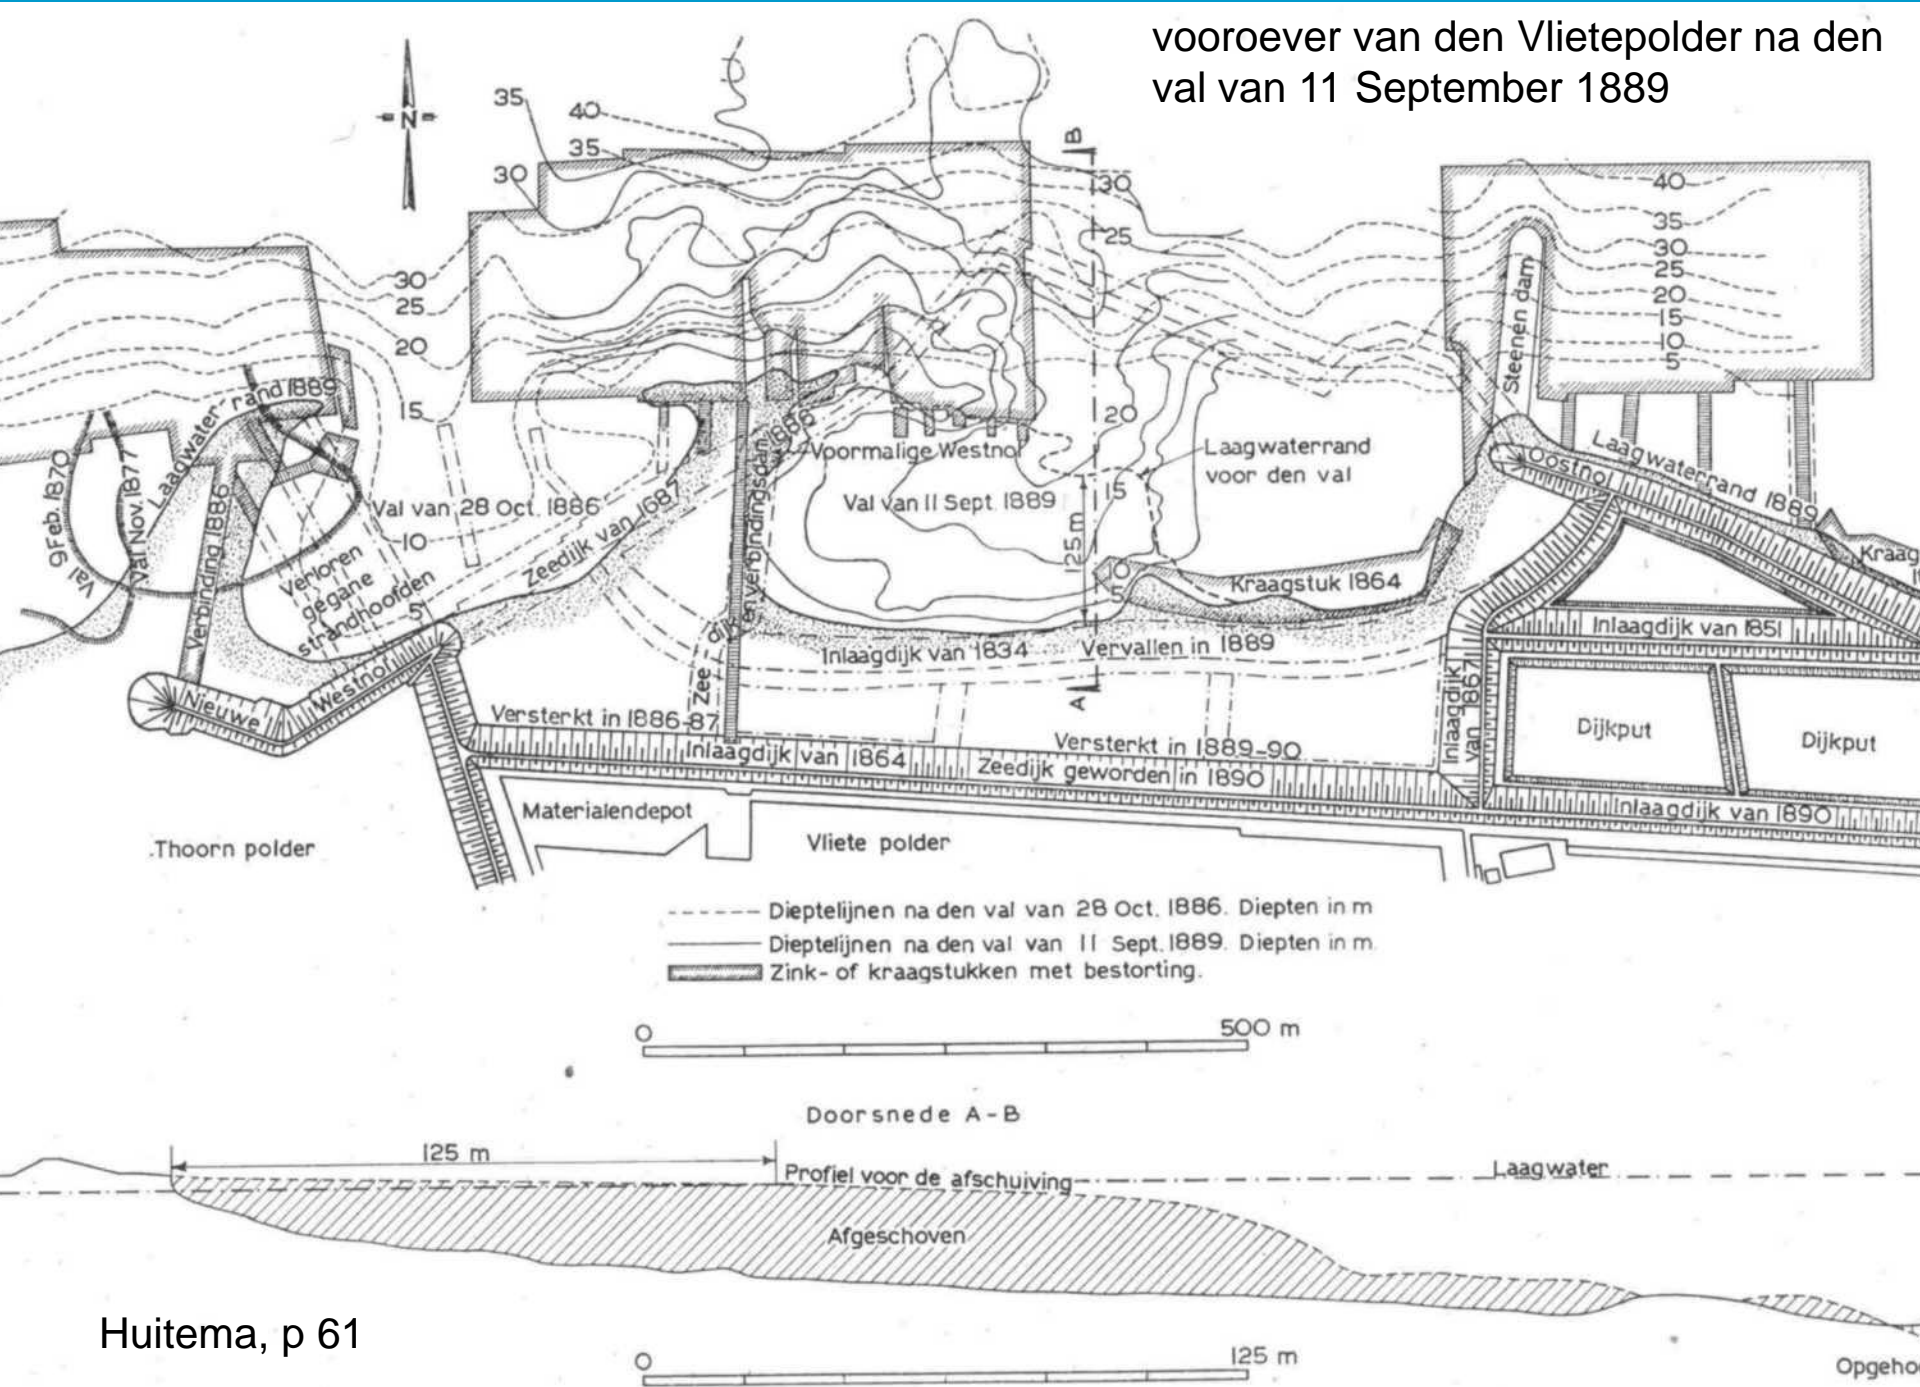 vooroever van den Vlietepolder na den
val van 11 September 1889
N
35
40
35
30
B
30
25
40
35
30
25
20
15
10
5
30
25
20
15
10
5
20
15
10
5
125 m
A
Steenen dam
Laagwater rand 1889
Val 9 Feb. 1870
Val Nov. 1877
Verbinding 1886
Val van 28 Oct. 1886
Verloren
gegane
strandhoofden
Zeedijk van 1687
1886
Zeedijk en verbindingsdam
Voormalige Westnol
Val van 11 Sept. 1889
Laagwaterrand
voor den val
Oostnol
Laagwaterrand 1889
Kraag
Kraagstuk 1864
Inlaagdijk van 1851
Inlaagdijk van 1834
Vervallen in 1889
Inlaagdijk
van 1867
Nieuwe Westnol
Versterkt in 1886-87
Inlaagdijk van 1864
Versterkt in 1889-90
Zeedijk geworden in 1890
Dijkput
Dijkput
Inlaagdijk van 1890
Materialendepot
Thoorn polder
Vliete polder
Dieptelijnen na den val van 28 Oct. 1886. Diepten in m
Dieptelijnen na den val van 11 Sept. 1889. Diepten in m.
Zink- of kraagstukken met bestorting.
0
500 m
Doorsnede A-B
125 m
Profiel voor de afschuiving
Laagwater
Afgeschoven
Huitema, p 61
0
125 m
Opgeho